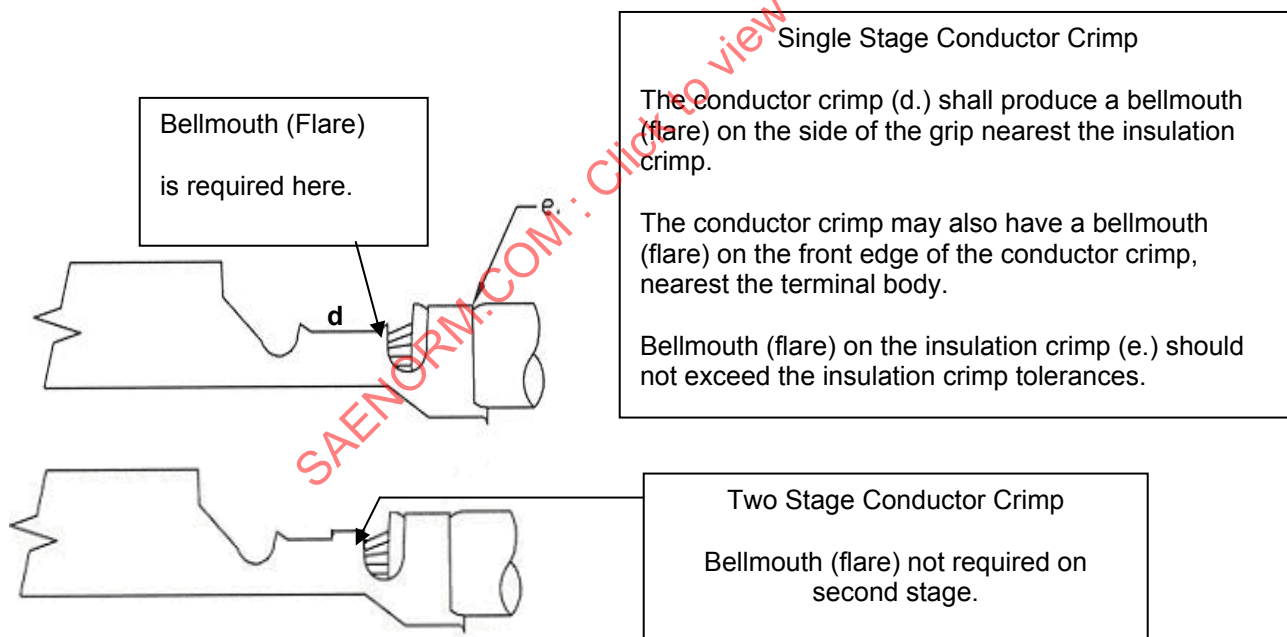 Single Stage Conductor Crimp
The conductor crimp (d.) shall produce a bellmouth
(flare) on the side of the grip nearest the insulation
crimp.
The conductor crimp may also have a bellmouth
(flare) on the front edge of the conductor crimp,
nearest the terminal body.
Bellmouth (flare) on the insulation crimp (e.) should
not exceed the insulation crimp tolerances.
Bellmouth (Flare)
is required here.
e.
d
SAENORM.COM : Click to view
Two Stage Conductor Crimp
Bellmouth (flare) not required on
second stage.